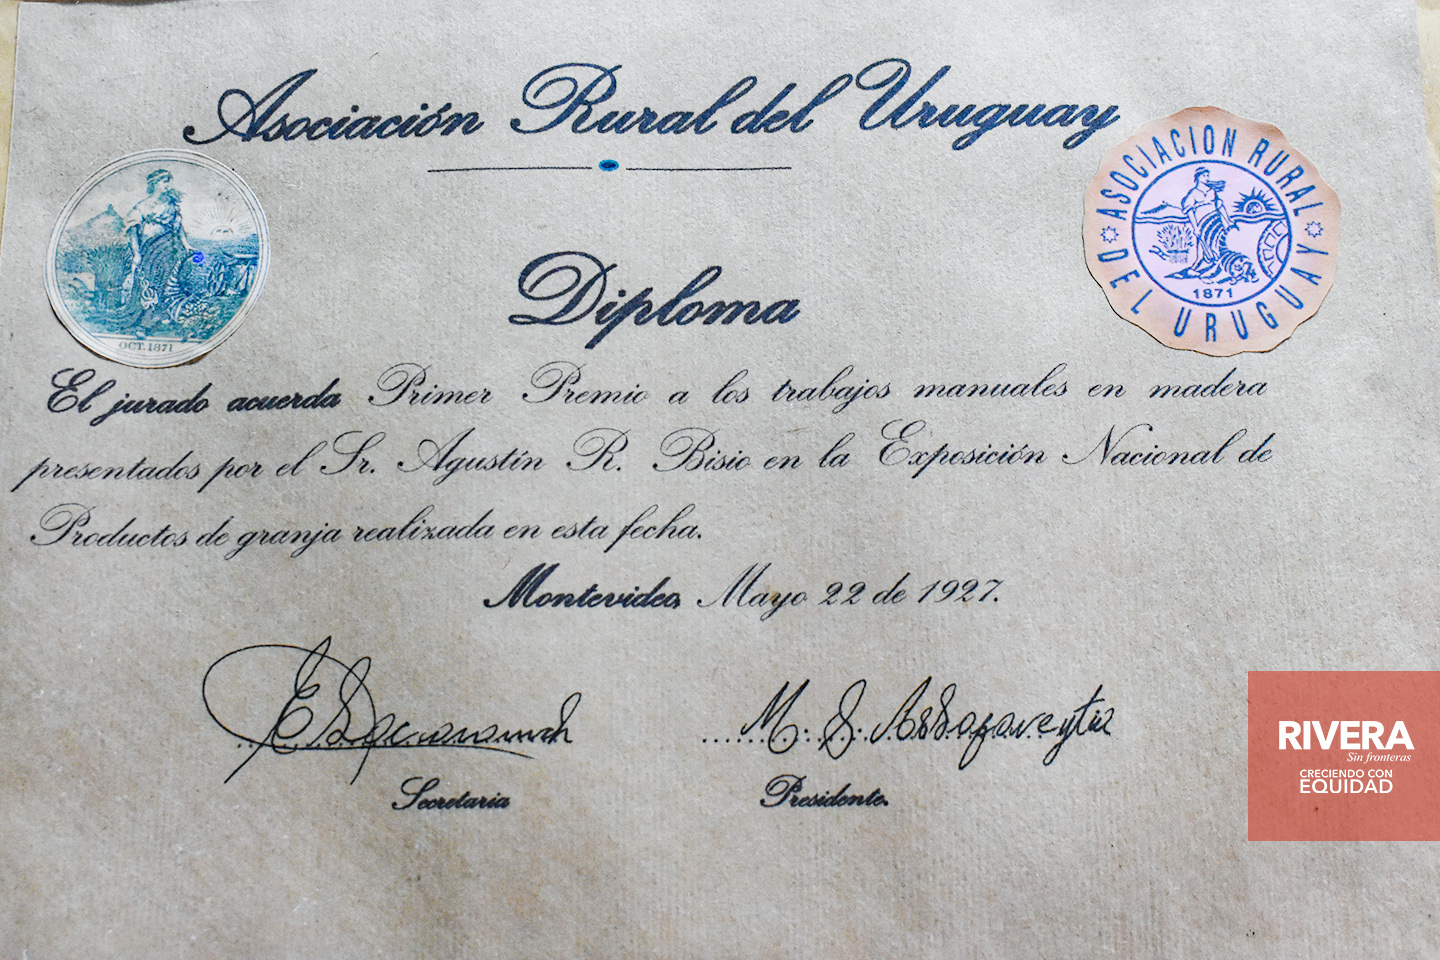 Asociación Rural del Uruguay
OCT. 1871
ASOCIACION RURAL
DEL URUGUAY
1871
Diploma
El jurado acuerda Primer Premio a los trabajos manuales en madera
presentados por el Sr. Agustín R. Bisio en la Exposición Nacional de
Productos de granja realizada en esta fecha.
Montevideo, Mayo 22 de 1927.
Secretaria
Presidente.
RIVERA
Sin fronteras
CRECIENDO CON
EQUIDAD